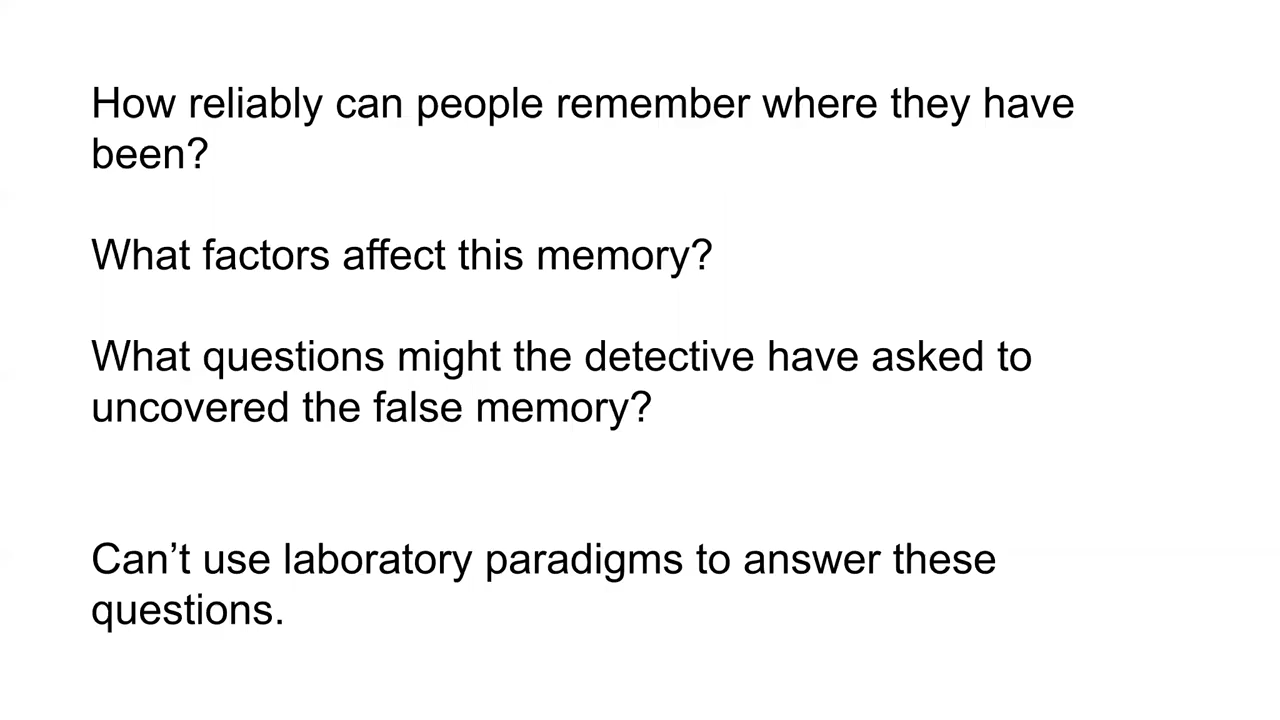 How reliably can people remember where they have
been?
What factors affect this memory?
What questions might the detective have asked to
uncovered the false memory?
Can’t use laboratory paradigms to answer these
questions.